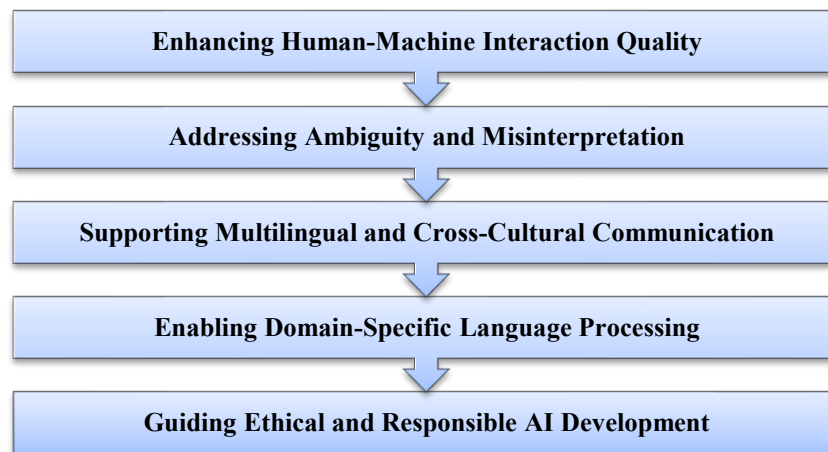 Enhancing Human-Machine Interaction Quality
Addressing Ambiguity and Misinterpretation
Supporting Multilingual and Cross-Cultural Communication
Enabling Domain-Specific Language Processing
Guiding Ethical and Responsible AI Development